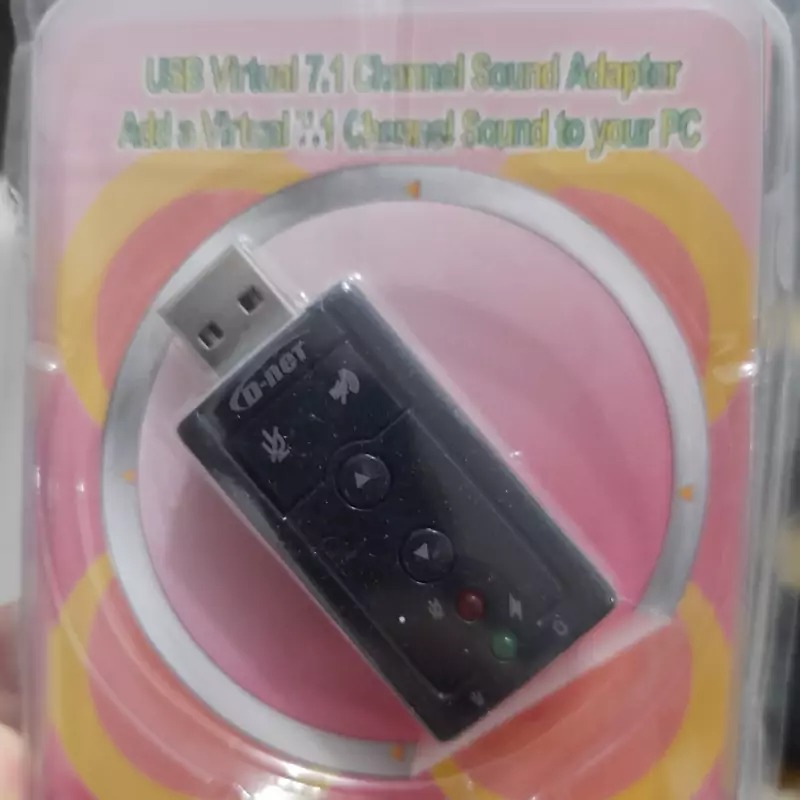 USB Virtual 7.1 Channel Sound Adapter
Add a Virtual 7.1 Channel Sound to your PC
D-net